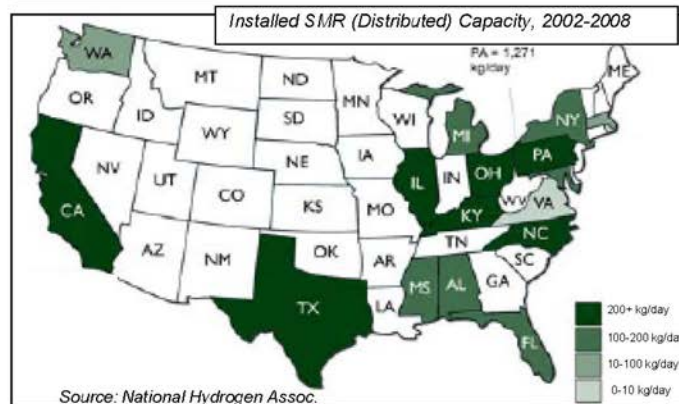 Installed SMR (Distributed) Capacity, 2002-2008
PA = 1,271
kg/day
WA
MT
ND
MN
ME
OR
ID
SD
WI
MI
NY
WY
NE
IA
PA
NV
UT
CO
IL
IN
OH
WV
VA
CA
KS
MO
KY
NC
AZ
NM
OK
AR
TN
SC
TX
LA
MS
AL
GA
FL
200+ kg/day
100-200 kg/da
10-100 kg/day
0-10 kg/day
Source: National Hydrogen Assoc.